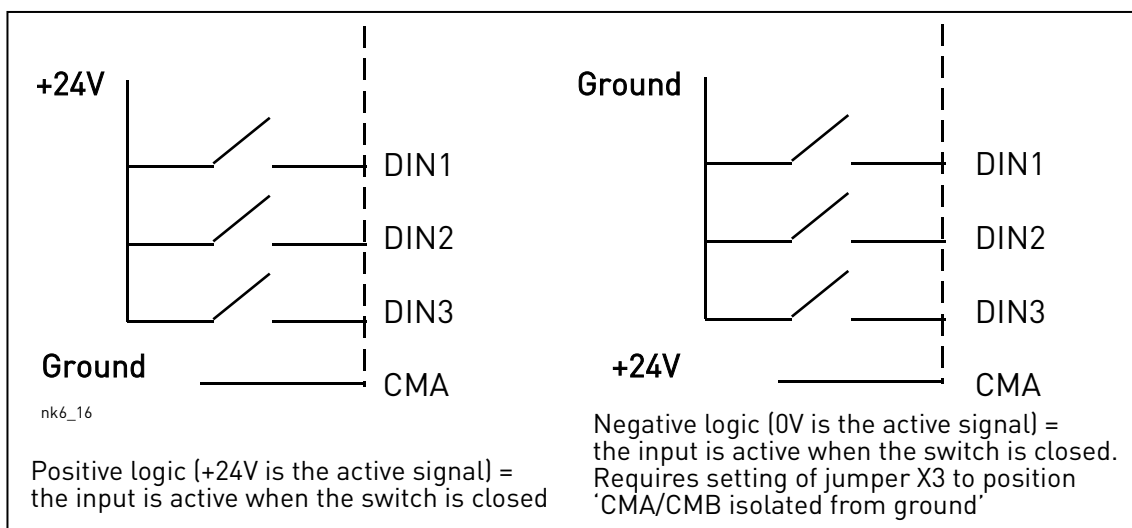 +24V
DIN1
DIN2
DIN3
Ground
CMA
nk6_16
Positive logic (+24V is the active signal) =
the input is active when the switch is closed
Ground
DIN1
DIN2
DIN3
+24V
CMA
Negative logic (0V is the active signal) =
the input is active when the switch is closed.
Requires setting of jumper X3 to position
‘CMA/CMB isolated from ground’